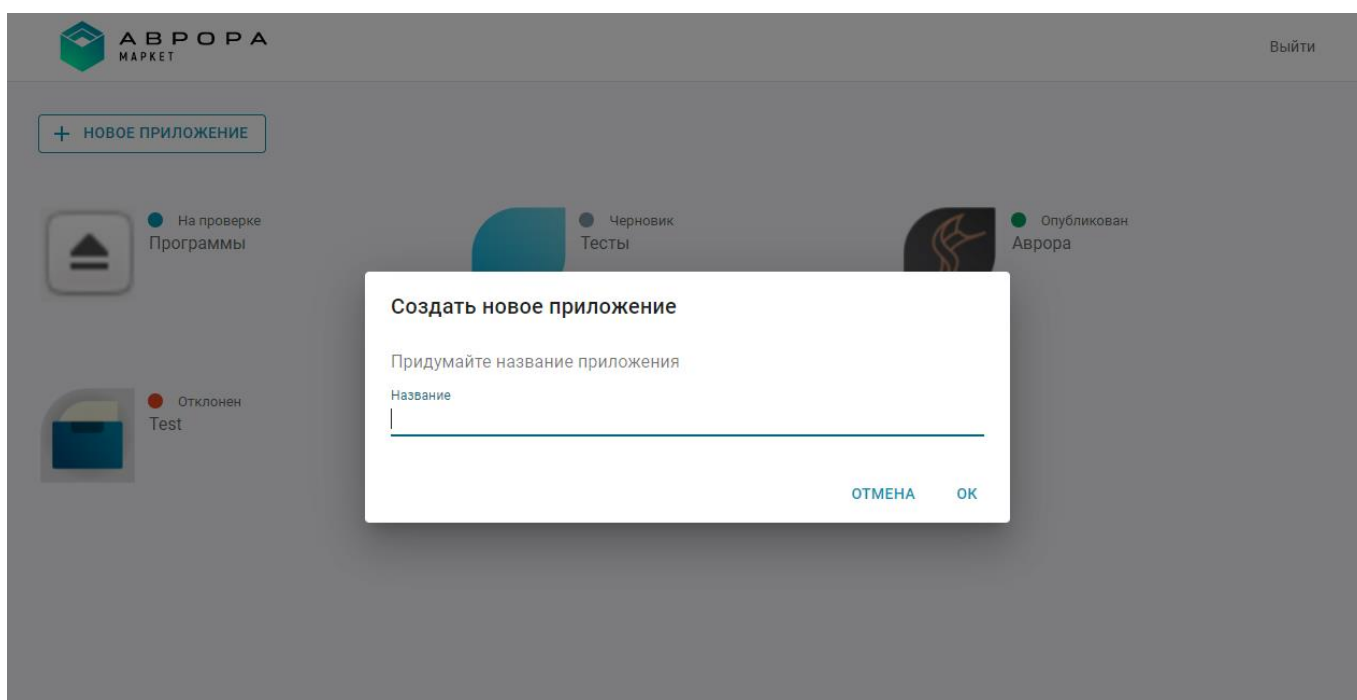 АВРОРА
МАРКЕТ
Выйти
+ НОВОЕ ПРИЛОЖЕНИЕ
На проверке
Программы
Черновик
Тесты
Опубликован
Аврора
Отклонен
Test
Создать новое приложение
Придумайте название приложения
Название
ОТМЕНА ОК